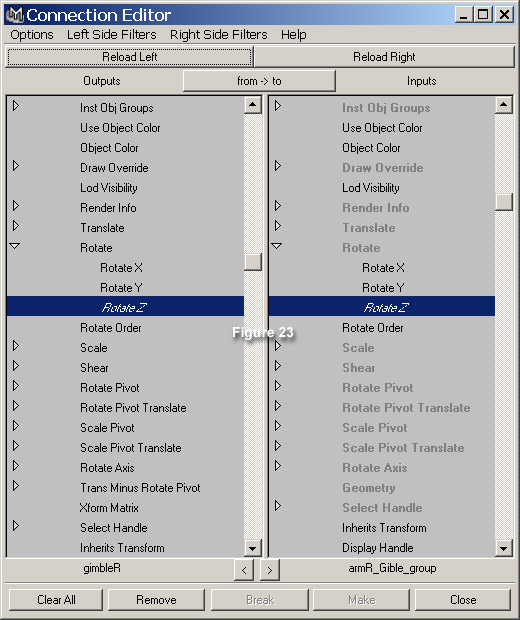 Connection Editor
Options Left Side Filters Right Side Filters Help
Reload Left Reload Right
Outputs from -> to Inputs
Inst Obj Groups Inst Obj Groups
Use Object Color Use Object Color
Object Color Object Color
Draw Override Draw Override
Lod Visibility Lod Visibility
Render Info Render Info
Translate Translate
Rotate Rotate
Rotate X Rotate X
Rotate Y Rotate Y
Rotate Z Rotate Z
Rotate Order Figure 23 Rotate Order
Scale Scale
Shear Shear
Rotate Pivot Rotate Pivot
Rotate Pivot Translate Rotate Pivot Translate
Scale Pivot Scale Pivot
Scale Pivot Translate Scale Pivot Translate
Rotate Axis Rotate Axis
Trans Minus Rotate Pivot Geometry
Xform Matrix Select Handle
Select Handle Inherits Transform
Inherits Transform Display Handle
gimbleR < > armR_Gible_group
Clear All Remove Break Make Close